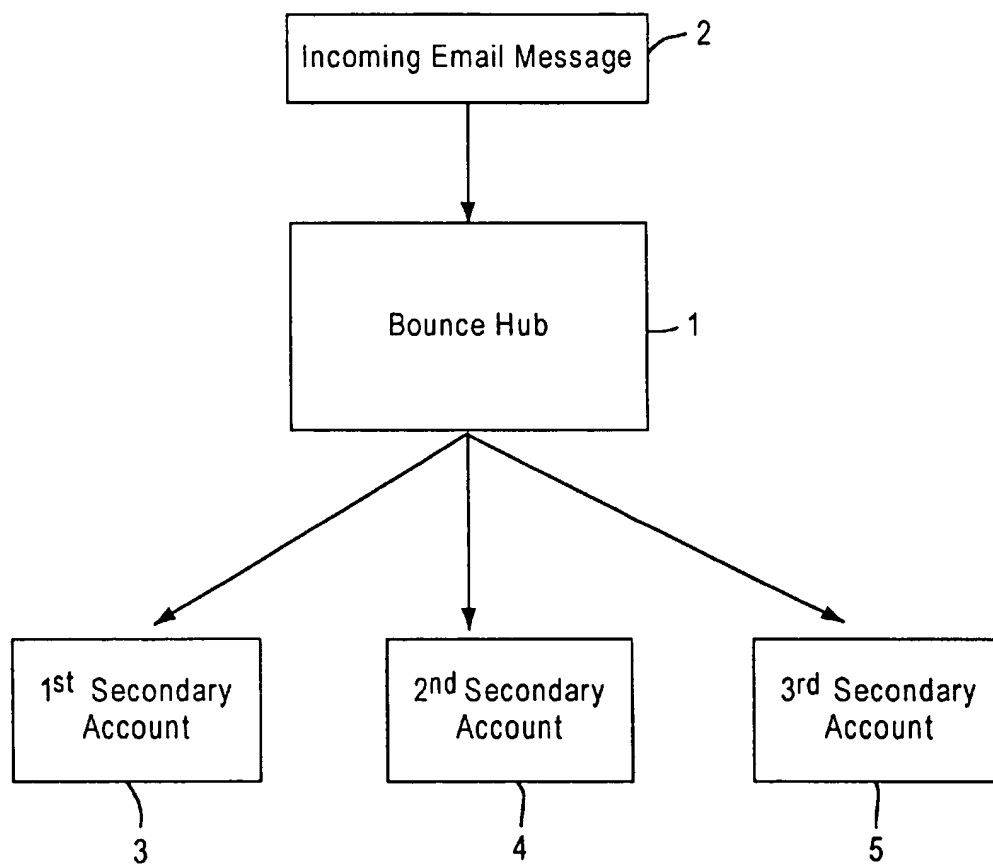 Incoming Email Message
2
Bounce Hub
1
1st Secondary
Account
2nd Secondary
Account
3rd Secondary
Account
3
4
5